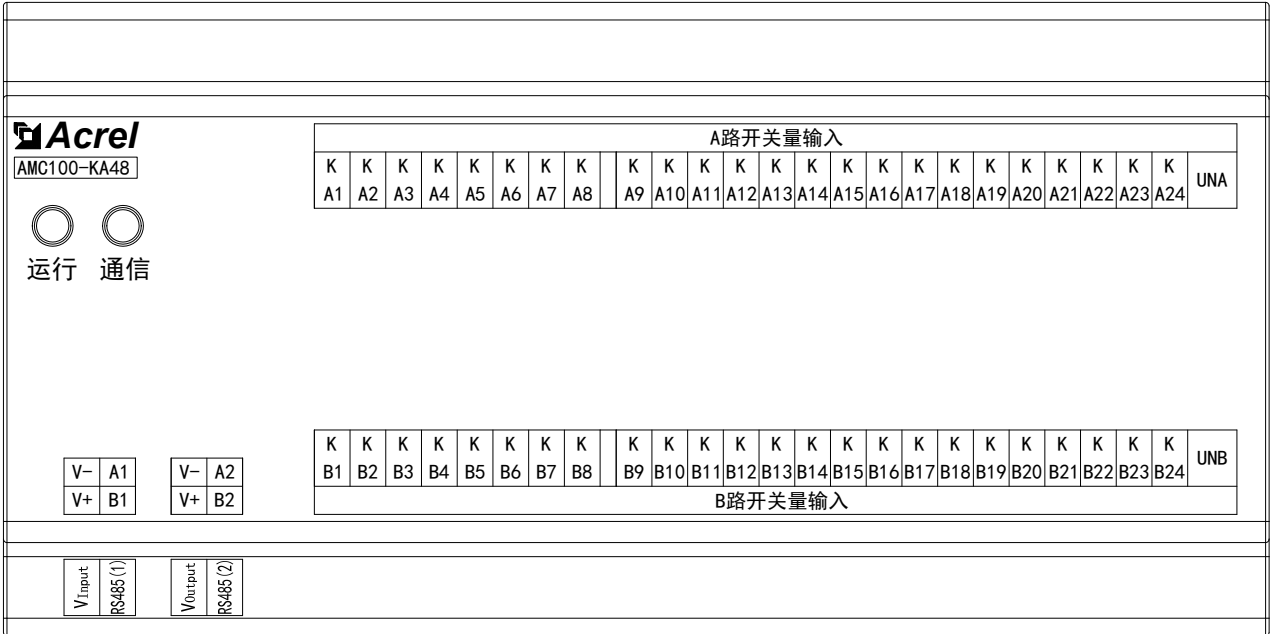 Acrel
AMC100-KA48
运行 通信
A路开关量输入
K K K K K K K K K K K K K K K K K K K K K K K K
A1 A2 A3 A4 A5 A6 A7 A8 A9 A10 A11 A12 A13 A14 A15 A16 A17 A18 A19 A20 A21 A22 A23 A24 UNA
K K K K K K K K K K K K K K K K K K K K K K K K
B1 B2 B3 B4 B5 B6 B7 B8 B9 B10 B11 B12 B13 B14 B15 B16 B17 B18 B19 B20 B21 B22 B23 B24 UNB
B路开关量输入
V- A1 V- A2
V+ B1 V+ B2
VInput
RS485(1)
VOutput
RS485(2)